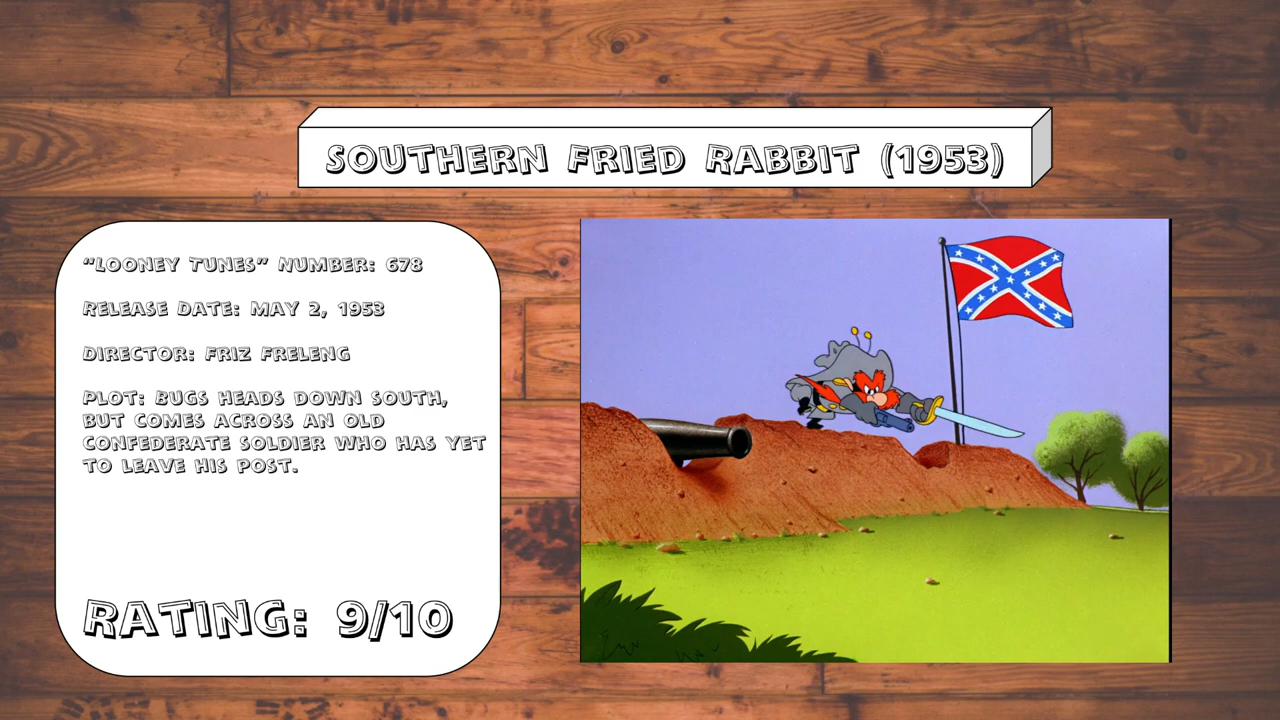 SOUTHERN FRIED RABBIT (1953)
"LOONEY TUNES" NUMBER: 678
RELEASE DATE: MAY 2, 1953
DIRECTOR: FRIZ FRELENG
PLOT: BUGS HEADS DOWN SOUTH,
BUT COMES ACROSS AN OLD
CONFEDERATE SOLDIER WHO HAS YET
TO LEAVE HIS POST.
RATING: 9/10